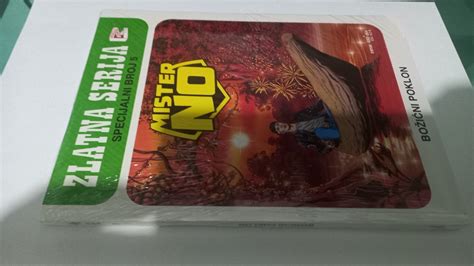 ZLATNA SERIJA
SPECIJALNI BROJ 5
MISTER
NO
BOŽIĆNI POKLON